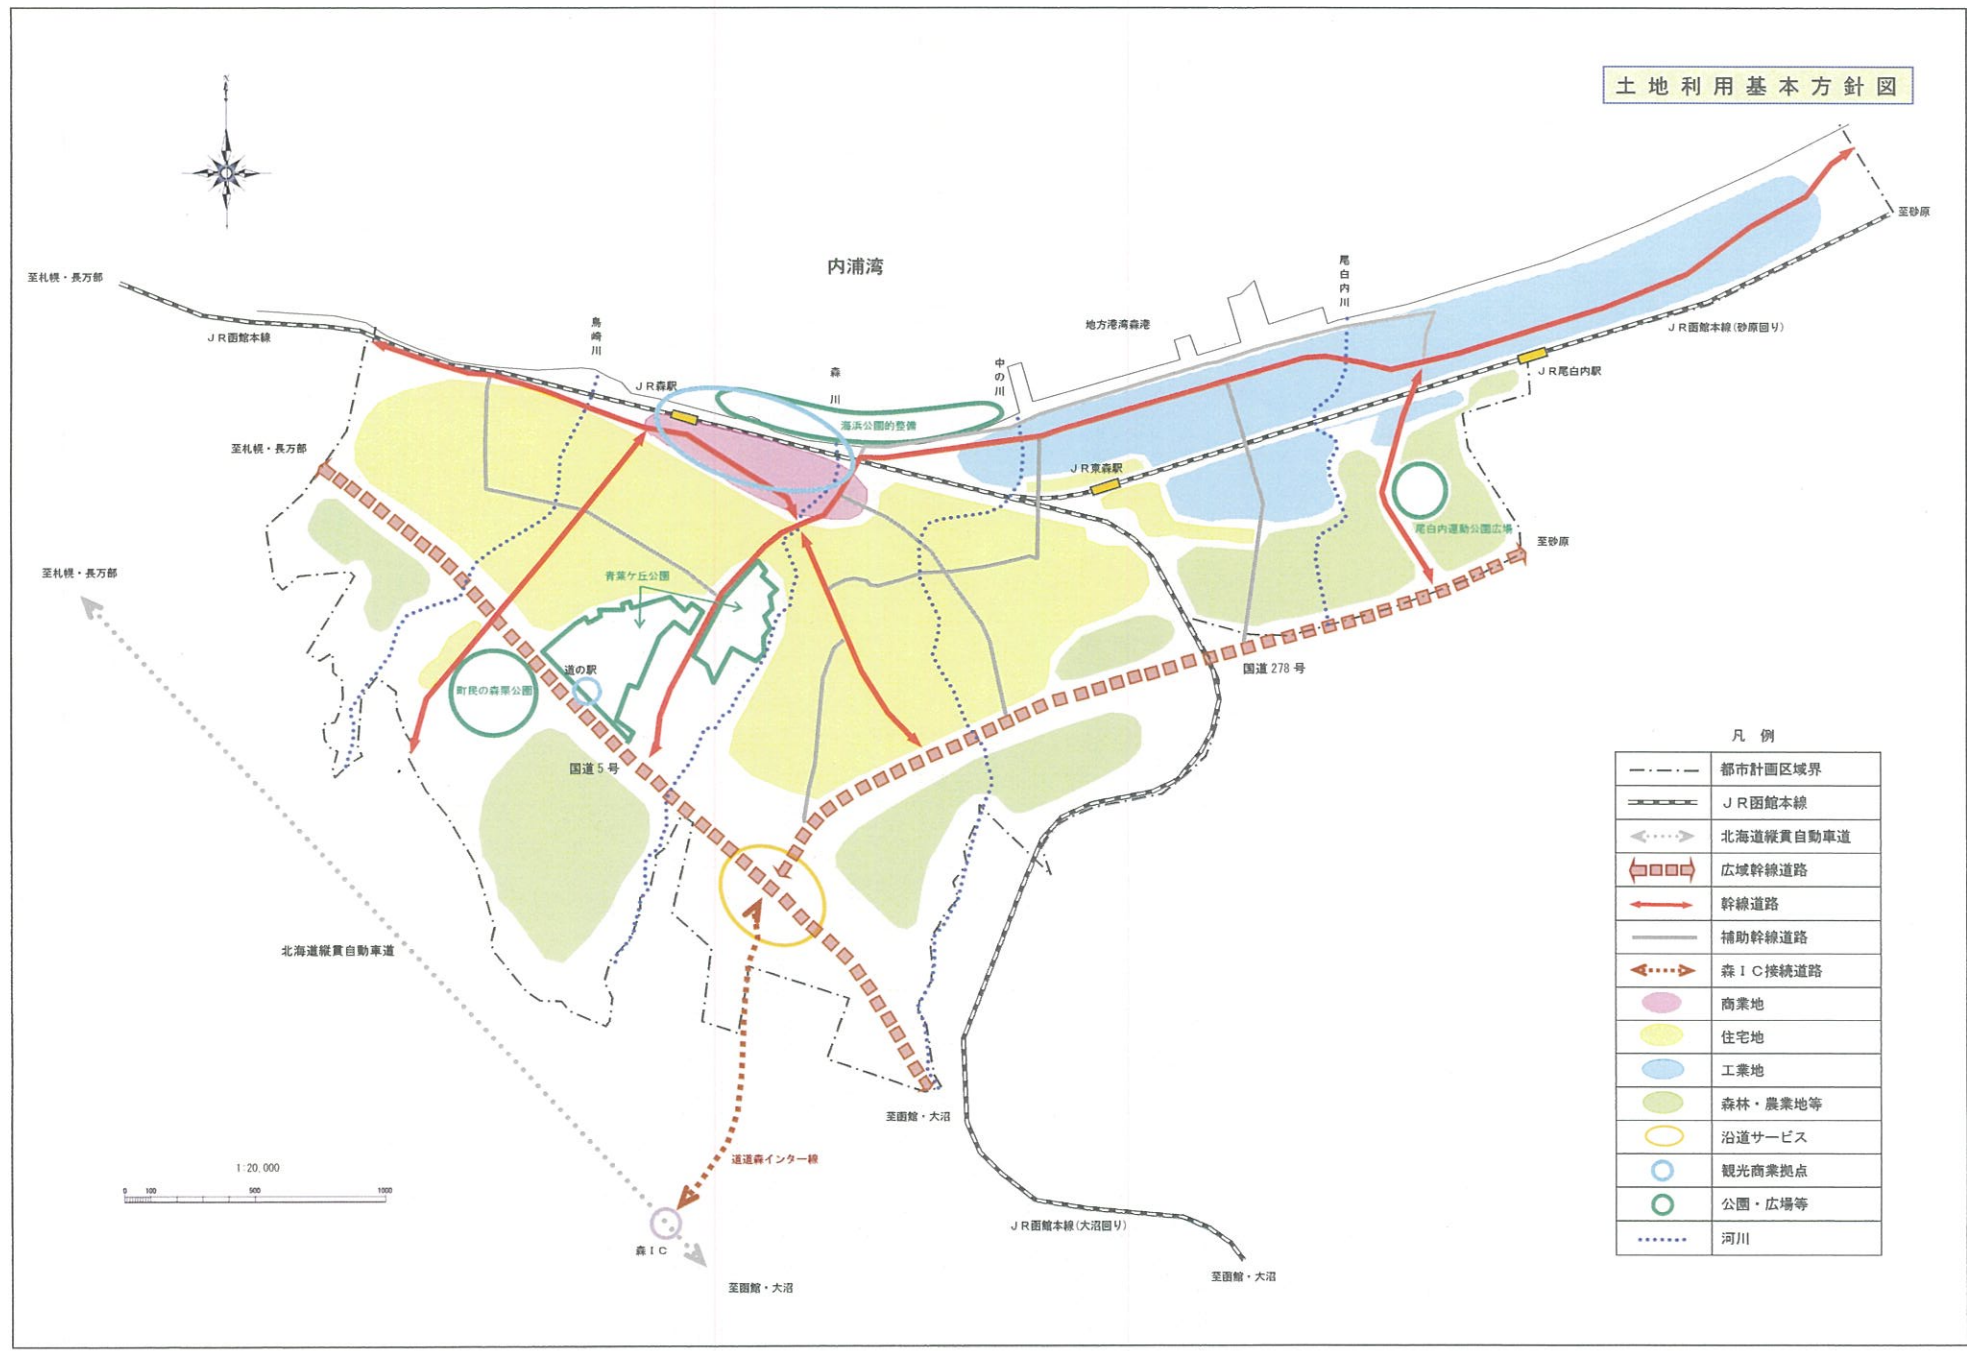 土地利用基本方針図
N
内浦湾
至砂原
尾白内川
至札幌・長万部
地方港湾森港
JR函館本線(砂原回り)
JR函館本線
鳥崎川
JR尾白内駅
中の川
森川
JR森駅
海浜公園的整備
至札幌・長万部
JR東森駅
尾白内運動公園広場
至砂原
至札幌・長万部
青葉ケ丘公園
道の駅
国道278号
町民の森栗公園
国道5号
北海道縦貫自動車道
至函館・大沼
道道森インター線
1:20,000
0 100 500 1000
JR函館本線(大沼回り)
森IC
至函館・大沼
至函館・大沼
凡例
都市計画区域界
JR函館本線
北海道縦貫自動車道
広域幹線道路
幹線道路
補助幹線道路
森IC接続道路
商業地
住宅地
工業地
森林・農業地等
沿道サービス
観光商業拠点
公園・広場等
河川